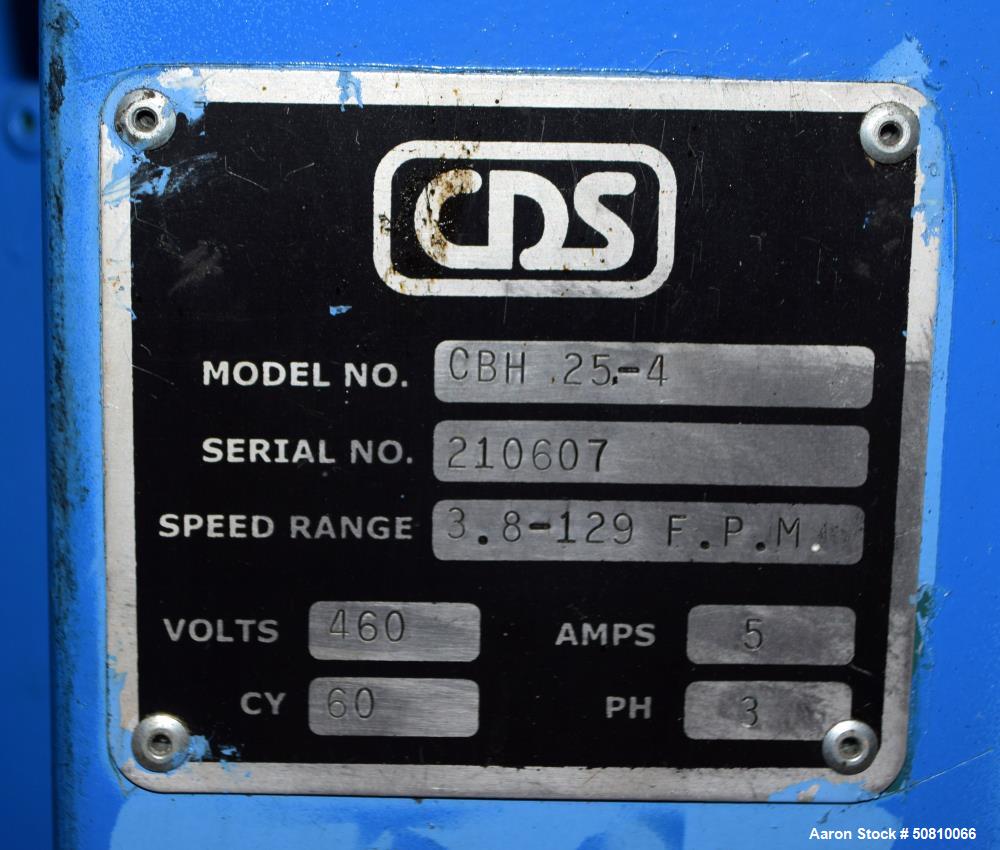 CDS
MODEL NO. CBH .25.-4
SERIAL NO. 210607
SPEED RANGE 3.8-129 F.P.M.
VOLTS 460 AMPS 5
CY 60 PH 3
Aaron Stock # 50810066